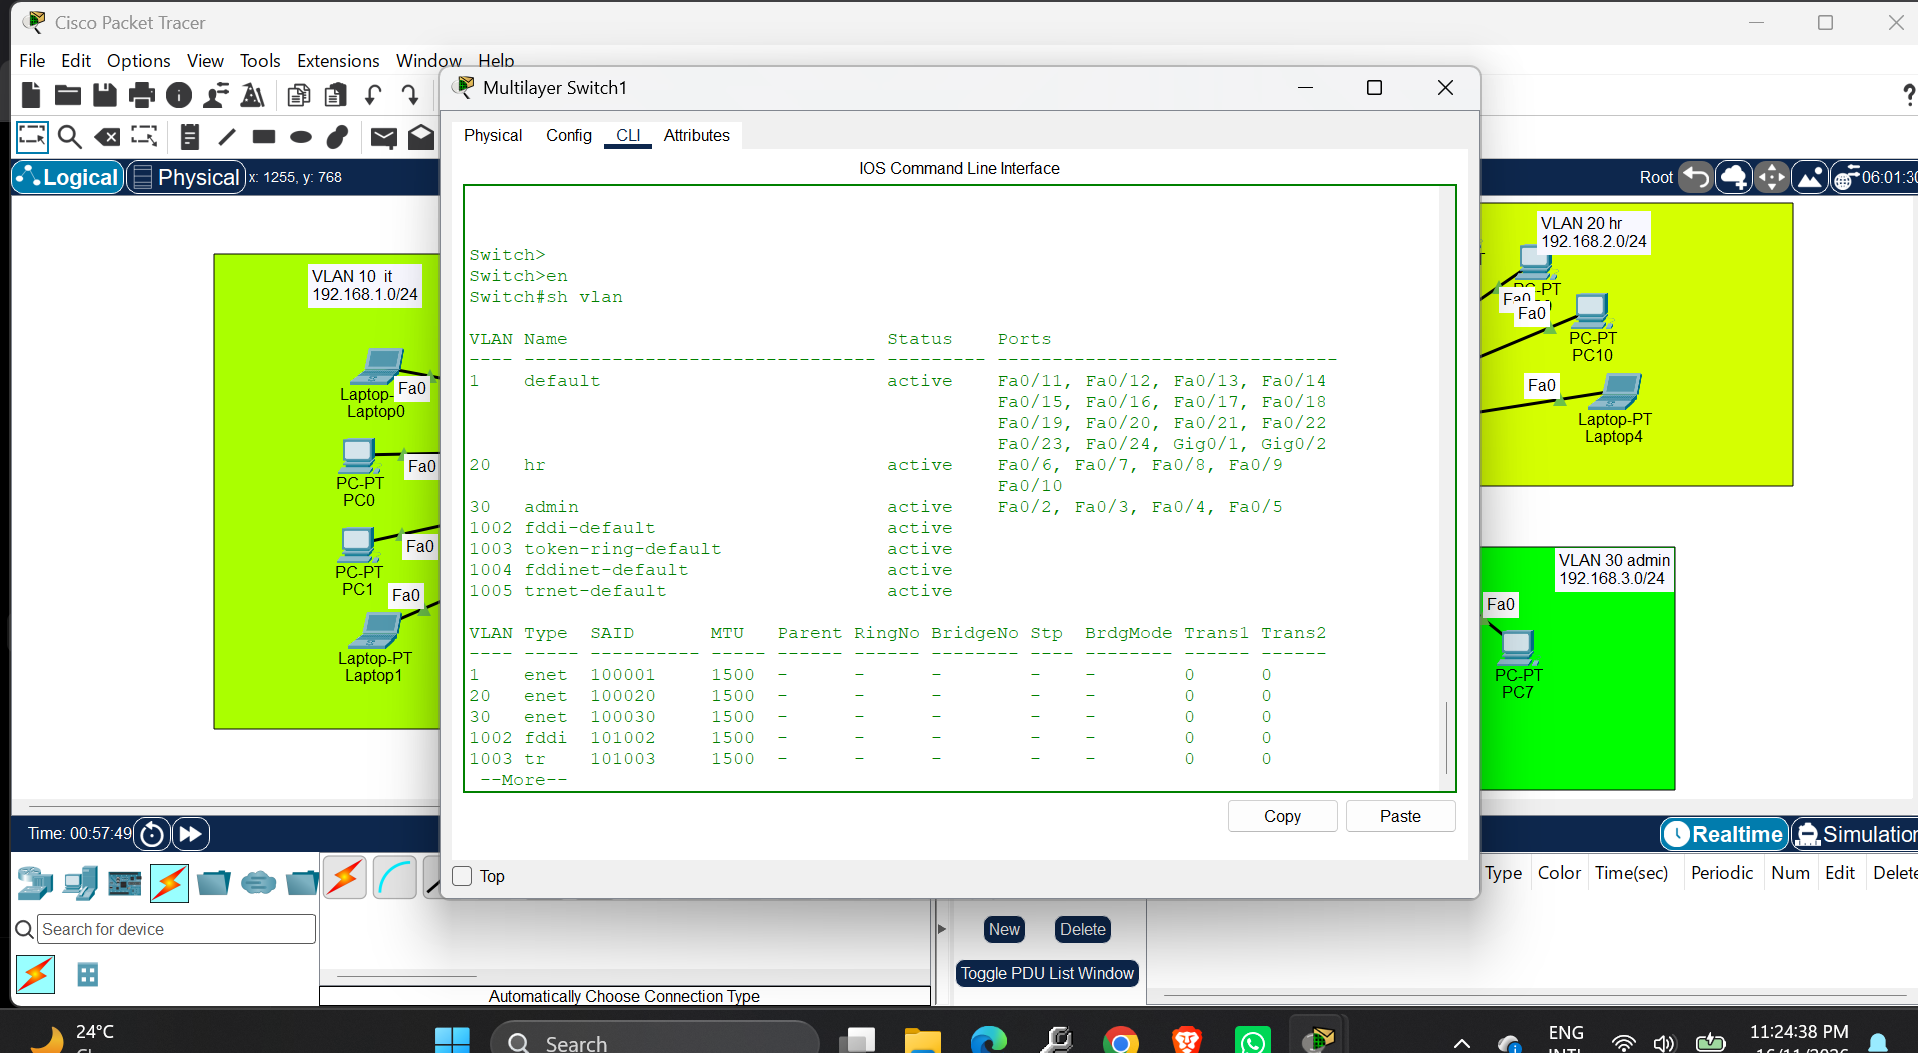 Cisco Packet Tracer
File Edit Options View Tools Extensions Window Help
Multilayer Switch1
?
Physical Config CLI Attributes
IOS Command Line Interface
Logical Physical x: 1255, y: 768
Root 06:01:30
VLAN 10 it
192.168.1.0/24
Fa0
Laptop-
Laptop0
Fa0
PC-PT
PC0
Fa0
PC-PT
PC1
Fa0
Laptop-PT
Laptop1
Switch>
Switch>en
Switch#sh vlan
VLAN Name Status Ports
---- -------------------------------- --------- -------------------------------
1 default active Fa0/11, Fa0/12, Fa0/13, Fa0/14
Fa0/15, Fa0/16, Fa0/17, Fa0/18
Fa0/19, Fa0/20, Fa0/21, Fa0/22
Fa0/23, Fa0/24, Gig0/1, Gig0/2
20 hr active Fa0/6, Fa0/7, Fa0/8, Fa0/9
Fa0/10
30 admin active Fa0/2, Fa0/3, Fa0/4, Fa0/5
1002 fddi-default active
1003 token-ring-default active
1004 fddinet-default active
1005 trnet-default active
VLAN Type SAID MTU Parent RingNo BridgeNo Stp BrdgMode Trans1 Trans2
---- ----- ---------- ----- ------ ------ -------- ---- -------- ------ ------
1 enet 100001 1500 - - - - - 0 0
20 enet 100020 1500 - - - - - 0 0
30 enet 100030 1500 - - - - - 0 0
1002 fddi 101002 1500 - - - - - 0 0
1003 tr 101003 1500 - - - - - 0 0
--More--
Copy Paste
Top
VLAN 20 hr
192.168.2.0/24
PC-PT
Fa0
Fa0
PC-PT
PC10
Fa0
Laptop-PT
Laptop4
VLAN 30 admin
192.168.3.0/24
Fa0
PC-PT
PC7
Time: 00:57:49
Realtime Simulation
Type Color Time(sec) Periodic Num Edit Delete
Search for device
New Delete
Toggle PDU List Window
Automatically Choose Connection Type
24°C
Search
ENG
INTL
11:24:38 PM